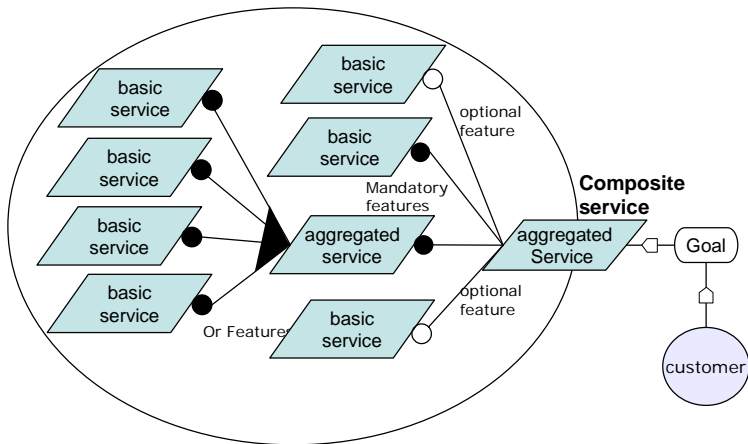 basic
service
basic
service
basic
service
basic
service
Or Features
basic
service
optional
feature
basic
service
Mandatory
features
aggregated
service
basic
service
optional
feature
Composite
service
aggregated
Service
Goal
customer